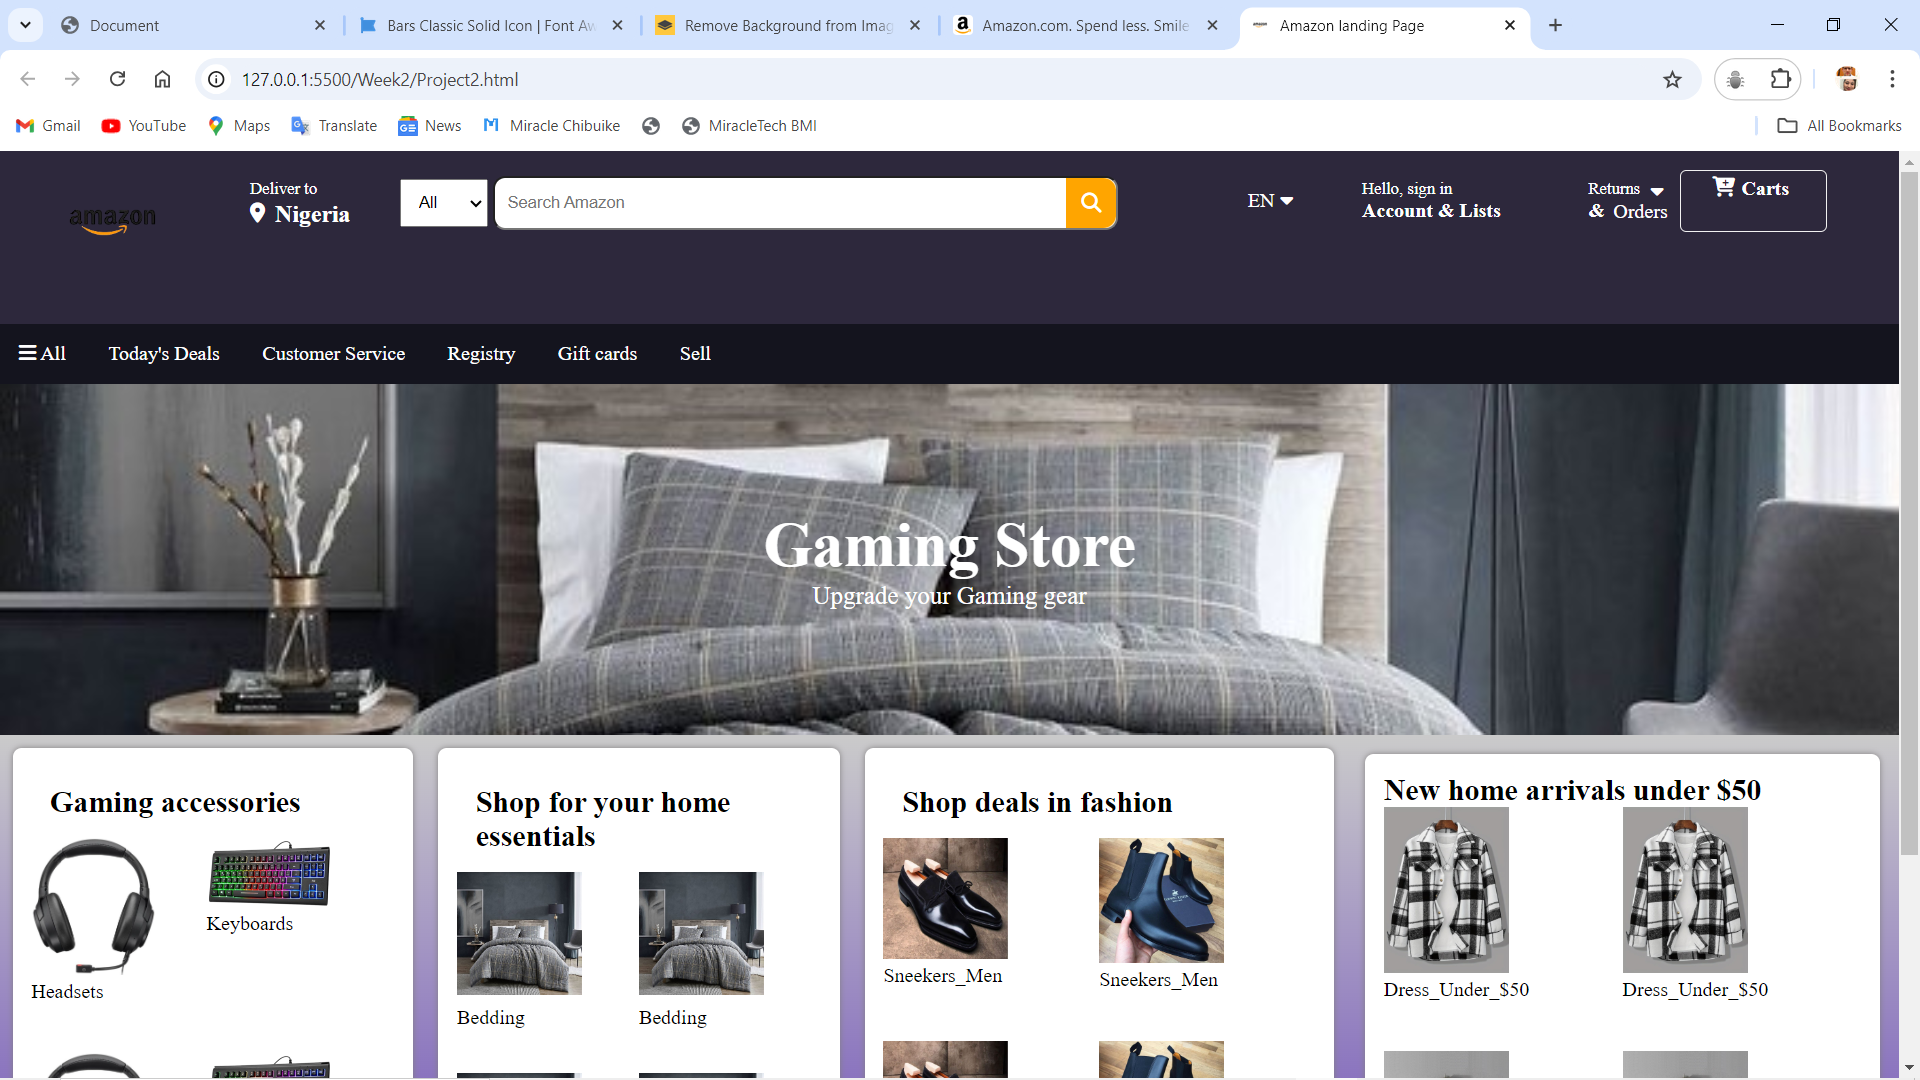 Document
Bars Classic Solid Icon | Font Aw
Remove Background from Imag
Amazon.com. Spend less. Smile
Amazon landing Page
127.0.0.1:5500/Week2/Project2.html
Gmail
YouTube
Maps
Translate
News
Miracle Chibuike
MiracleTech BMI
All Bookmarks
amazon
Deliver to
Nigeria
All
Search Amazon
EN
Hello, sign in
Account & Lists
Returns
& Orders
Carts
All
Today's Deals
Customer Service
Registry
Gift cards
Sell
Gaming Store
Upgrade your Gaming gear
Gaming accessories
Headsets
Keyboards
Shop for your home
essentials
Bedding
Bedding
Shop deals in fashion
Sneekers_Men
Sneekers_Men
New home arrivals under $50
Dress_Under_$50
Dress_Under_$50